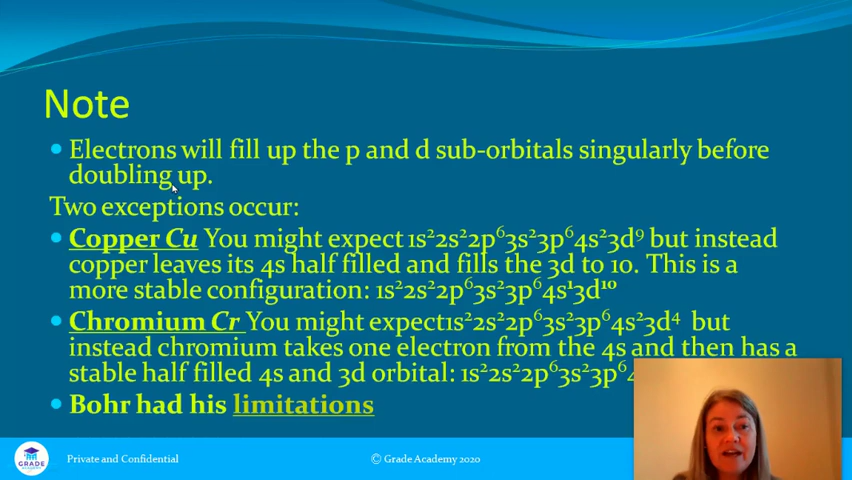 Note
Electrons will fill up the p and d sub-orbitals singularly before
doubling up.
Two exceptions occur:
Copper Cu You might expect 1s²2s²2p⁶3s²3p⁶4s²3d⁹ but instead
copper leaves its 4s half filled and fills the 3d to 10. This is a
more stable configuration: 1s²2s²2p⁶3s²3p⁶4s¹3d¹⁰
Chromium Cr You might expect1s²2s²2p⁶3s²3p⁶4s²3d⁴ but
instead chromium takes one electron from the 4s and then has a
stable half filled 4s and 3d orbital: 1s²2s²2p⁶3s²3p⁶
Bohr had his limitations
GRADE
Private and Confidential
© Grade Academy 2020